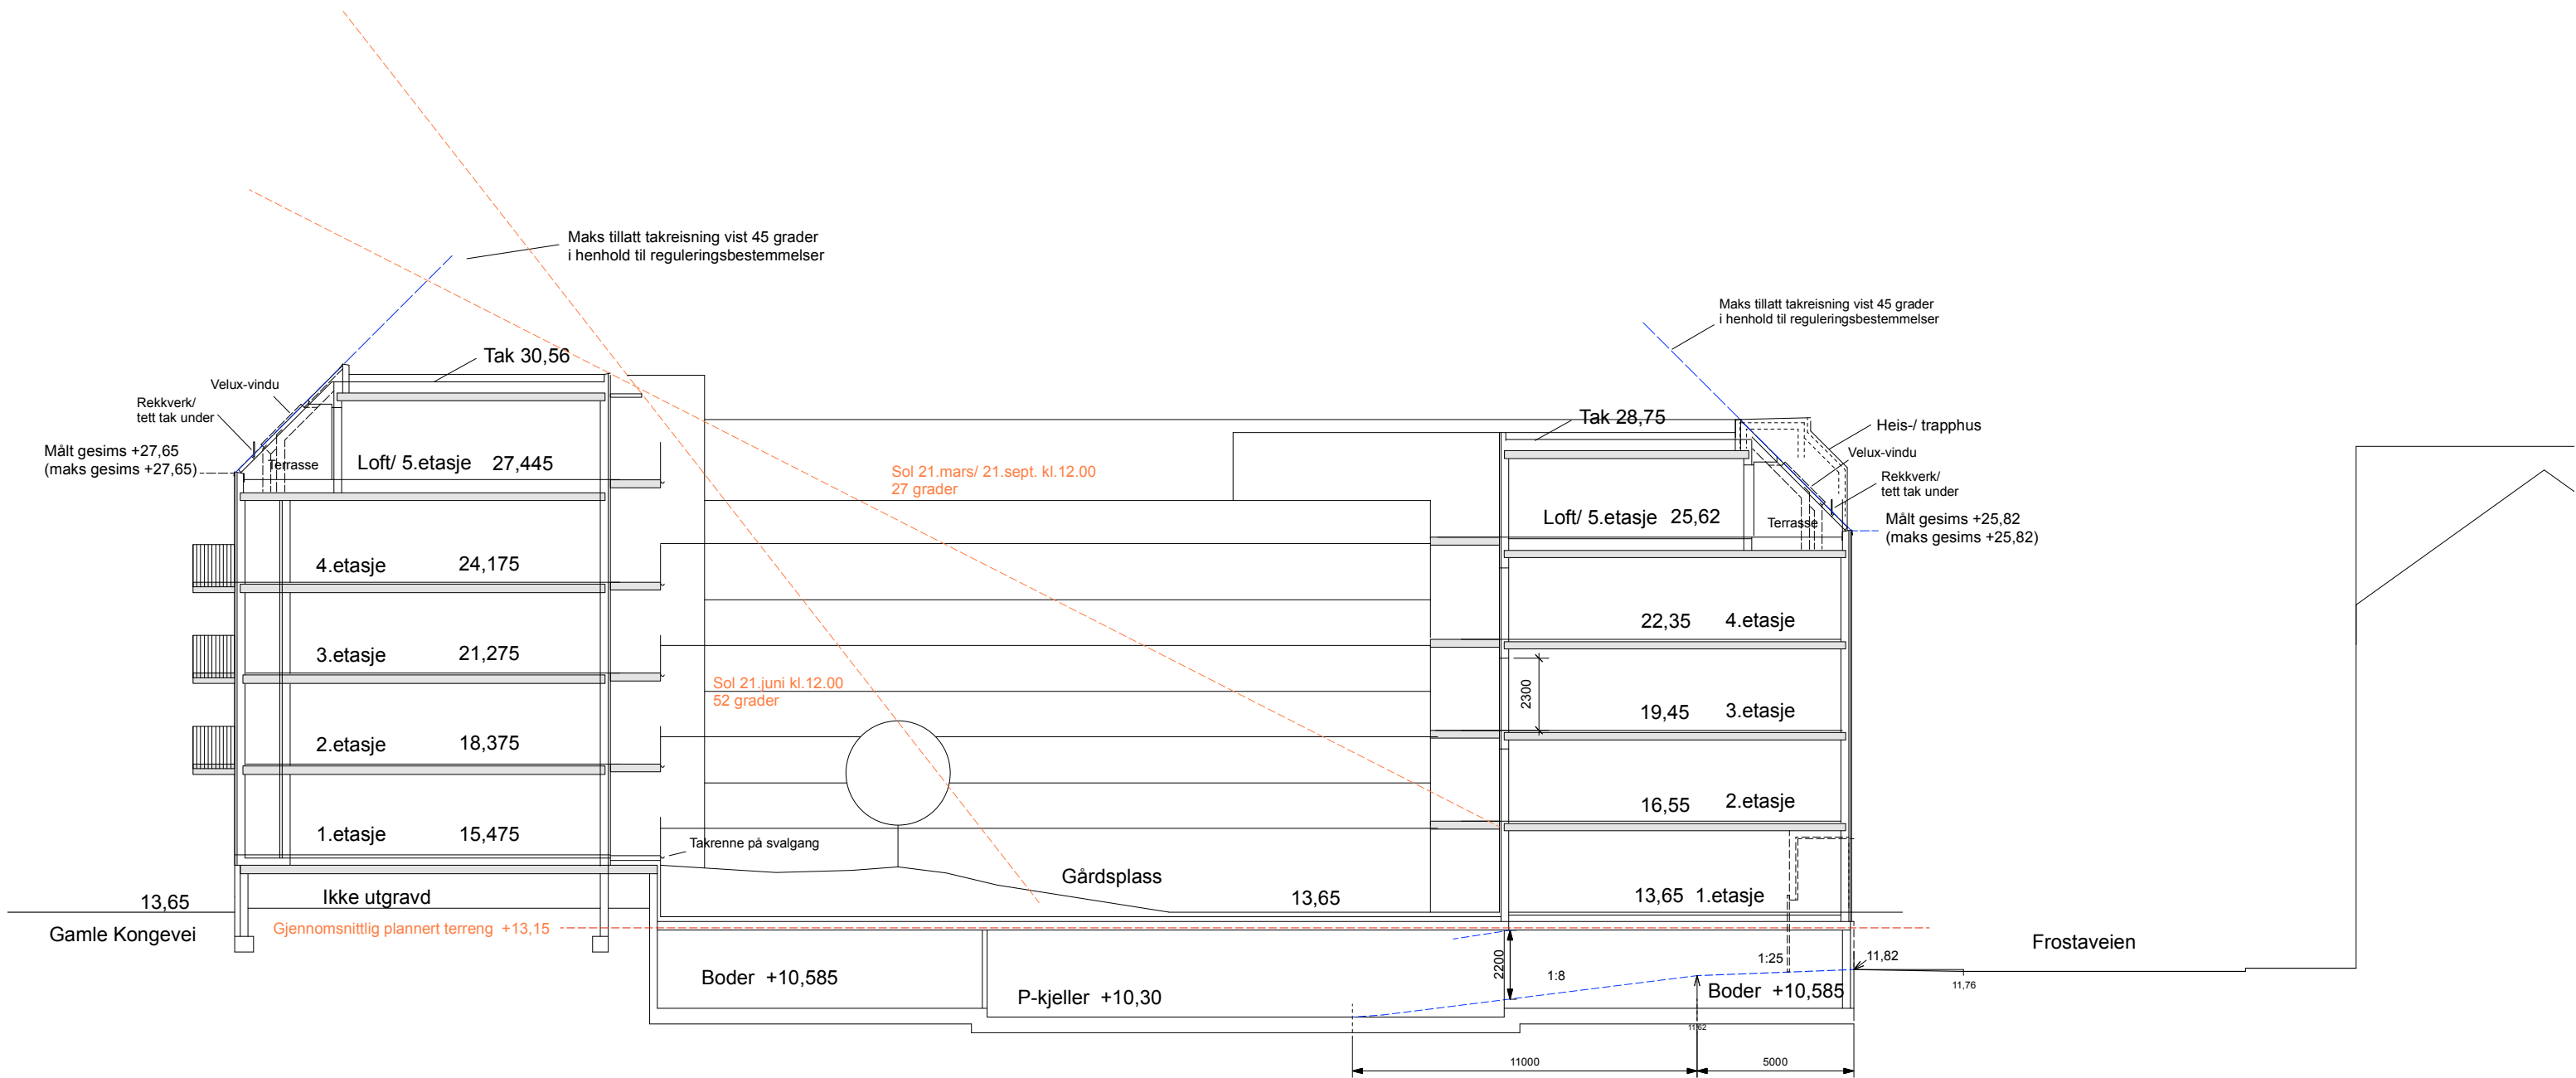 Maks tillatt takreisning vist 45 grader
i henhold til reguleringsbestemmelser
Maks tillatt takreisning vist 45 grader
i henhold til reguleringsbestemmelser
Tak 30,56
Velux-vindu
Rekkverk/
tett tak under
Målt gesims +27,65
(maks gesims +27,65)
Terrasse
Loft/ 5.etasje 27,445
4.etasje 24,175
3.etasje 21,275
2.etasje 18,375
1.etasje 15,475
Ikke utgravd
13,65
Gamle Kongevei
Gjennomsnittlig plannert terreng +13,15
Sol 21.mars/ 21.sept. kl.12.00
27 grader
Sol 21.juni kl.12.00
52 grader
Takrenne på svalgang
Gårdsplass
13,65
Tak 28,75
Heis-/ trapphus
Velux-vindu
Rekkverk/
tett tak under
Målt gesims +25,82
(maks gesims +25,82)
Terrasse
Loft/ 5.etasje 25,62
22,35 4.etasje
2300
19,45 3.etasje
16,55 2.etasje
13,65 1.etasje
Frostaveien
Boder +10,585
P-kjeller +10,30
2200
1:8
1:25
11,82
11,76
Boder +10,585
11,62
11000
5000